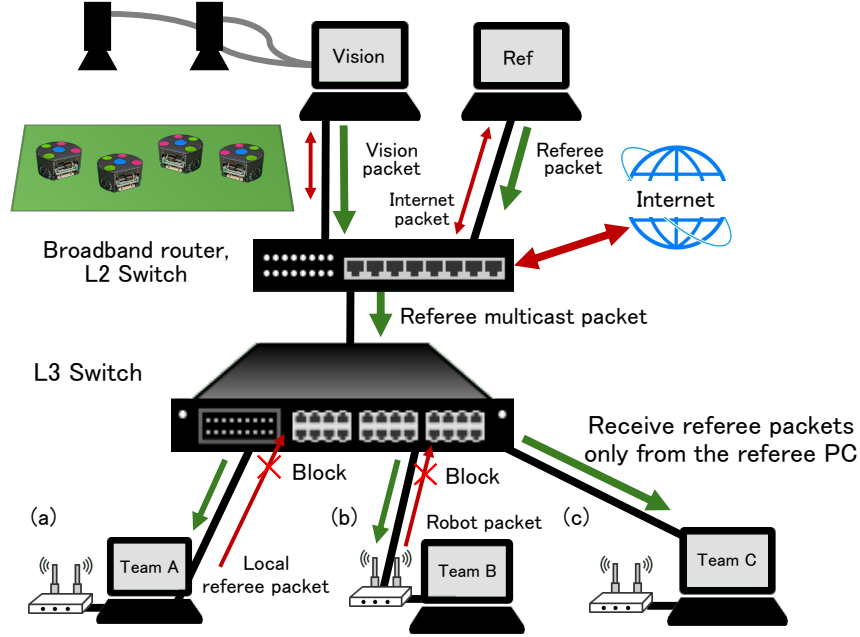 Vision
Ref
Vision
packet
Internet
packet
Referee
packet
Internet
Broadband router,
L2 Switch
Referee multicast packet
L3 Switch
Receive referee packets
only from the referee PC
Block
Block
(a)
(b)
(c)
Robot packet
Local
referee packet
Team A
Team B
Team C